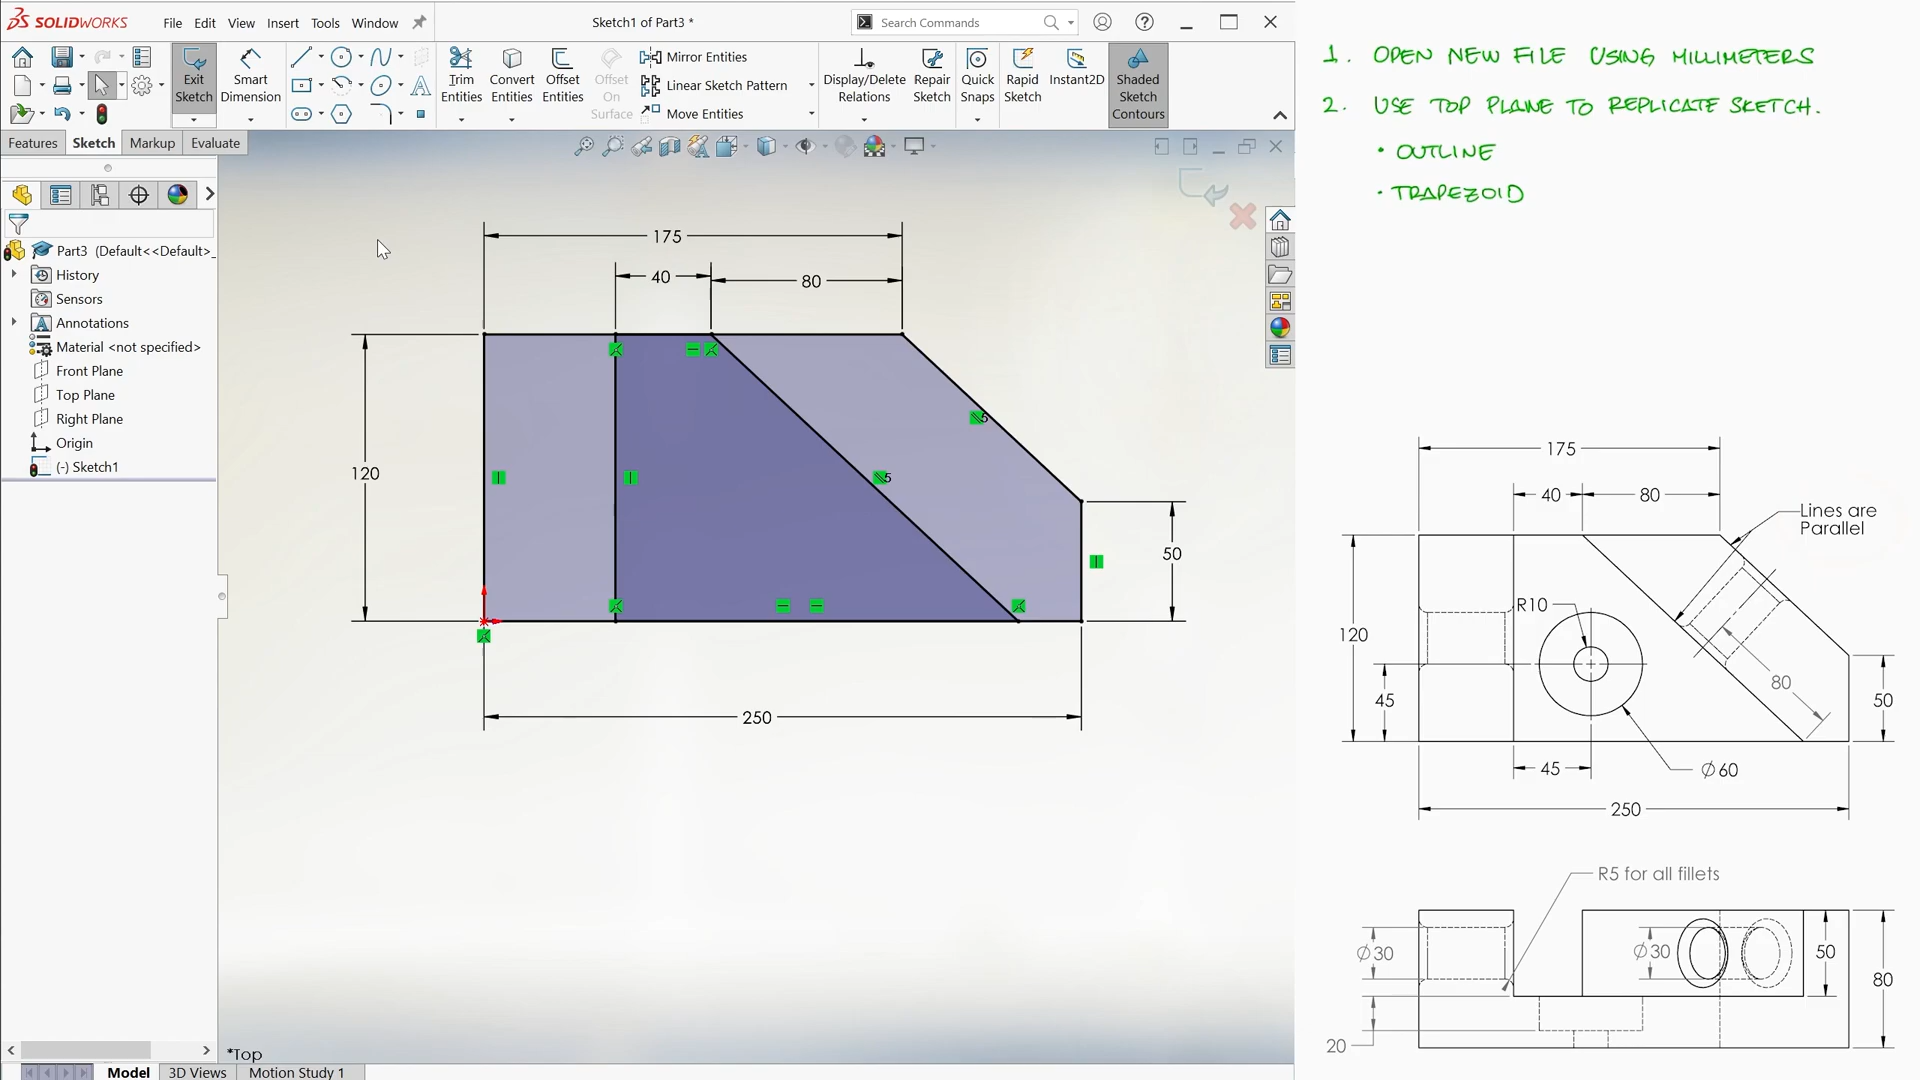 SOLIDWORKS
File Edit View Insert Tools Window
Sketch1 of Part3 *
Search Commands
Exit Sketch
Smart Dimension
Trim Entities
Convert Entities
Offset Entities
Offset On Surface
Mirror Entities
Linear Sketch Pattern
Move Entities
Display/Delete Relations
Repair Sketch
Quick Snaps
Rapid Sketch
Instant2D
Shaded Sketch Contours
Features Sketch Markup Evaluate
Part3 (Default<<Default>_
History
Sensors
Annotations
Material <not specified>
Front Plane
Top Plane
Right Plane
Origin
(-) Sketch1
175
40
80
120
5
5
50
250
*Top
Model 3D Views Motion Study 1
1. OPEN NEW FILE USING MILLIMETERS
2. USE TOP PLANE TO REPLICATE SKETCH.
• OUTLINE
• TRAPEZOID
175
40
80
Lines are
Parallel
R10
120
80
45
50
45
Ø60
250
R5 for all fillets
Ø30
Ø30
50
80
20